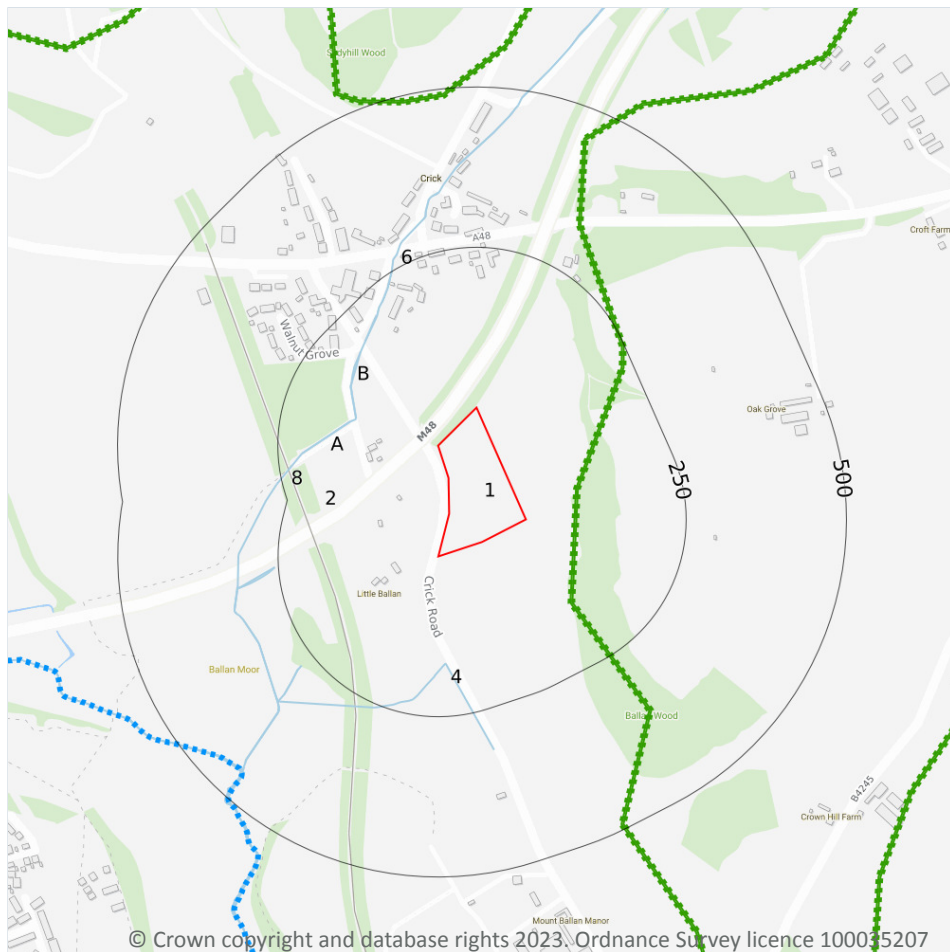 Crick
A48
Croft Farm
6
Walnut Grove
B
Oak Grove
M48
A
8
2
1
250
500
Little Ballan
Crick Road
Ballan Moor
4
B4245
Crown Hill Farm
Mount Ballan Manor
© Crown copyright and database rights 2023. Ordnance Survey licence 100035207